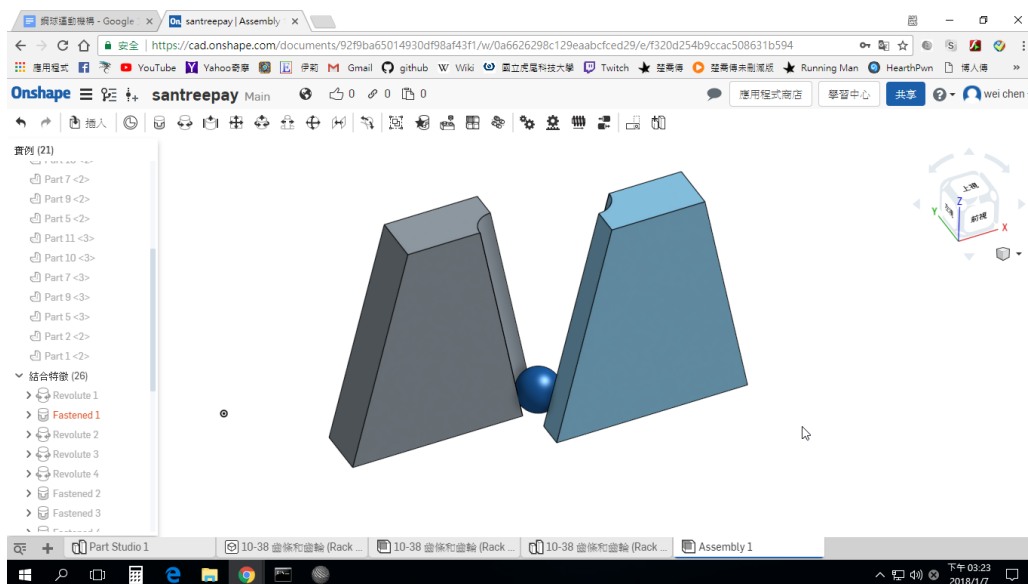 鋼球運動機構 - Google
santreepay | Assembly
安全 | https://cad.onshape.com/documents/92f9ba65014930df98af43f1/w/0a6626298c129eaabcfced29/e/f320d254b9ccac508631b594
應用程式 YouTube Yahoo奇摩 伊莉 Gmail github Wiki 國立虎尾科技大學 Twitch Running Man HearthPwn 博人傳 »
Onshape santreepay Main 0 0 0 應用程式商店 學習中心 共享 wei chen
插入
實例 (21)
Part 7 <2>
Part 9 <2>
Part 5 <2>
Part 11 <3>
Part 10 <3>
Part 7 <3>
Part 9 <3>
Part 5 <3>
Part 2 <2>
Part 1 <2>
結合特徵 (26)
Revolute 1
Fastened 1
Revolute 2
Revolute 3
Revolute 4
Fastened 2
Fastened 3
上視
前視
Z
Y
X
Part Studio 1 10-38 齒條和齒輪 (Rack ... 10-38 齒條和齒輪 (Rack ... 10-38 齒條和齒輪 (Rack ... Assembly 1
下午 03:23
2018/1/7